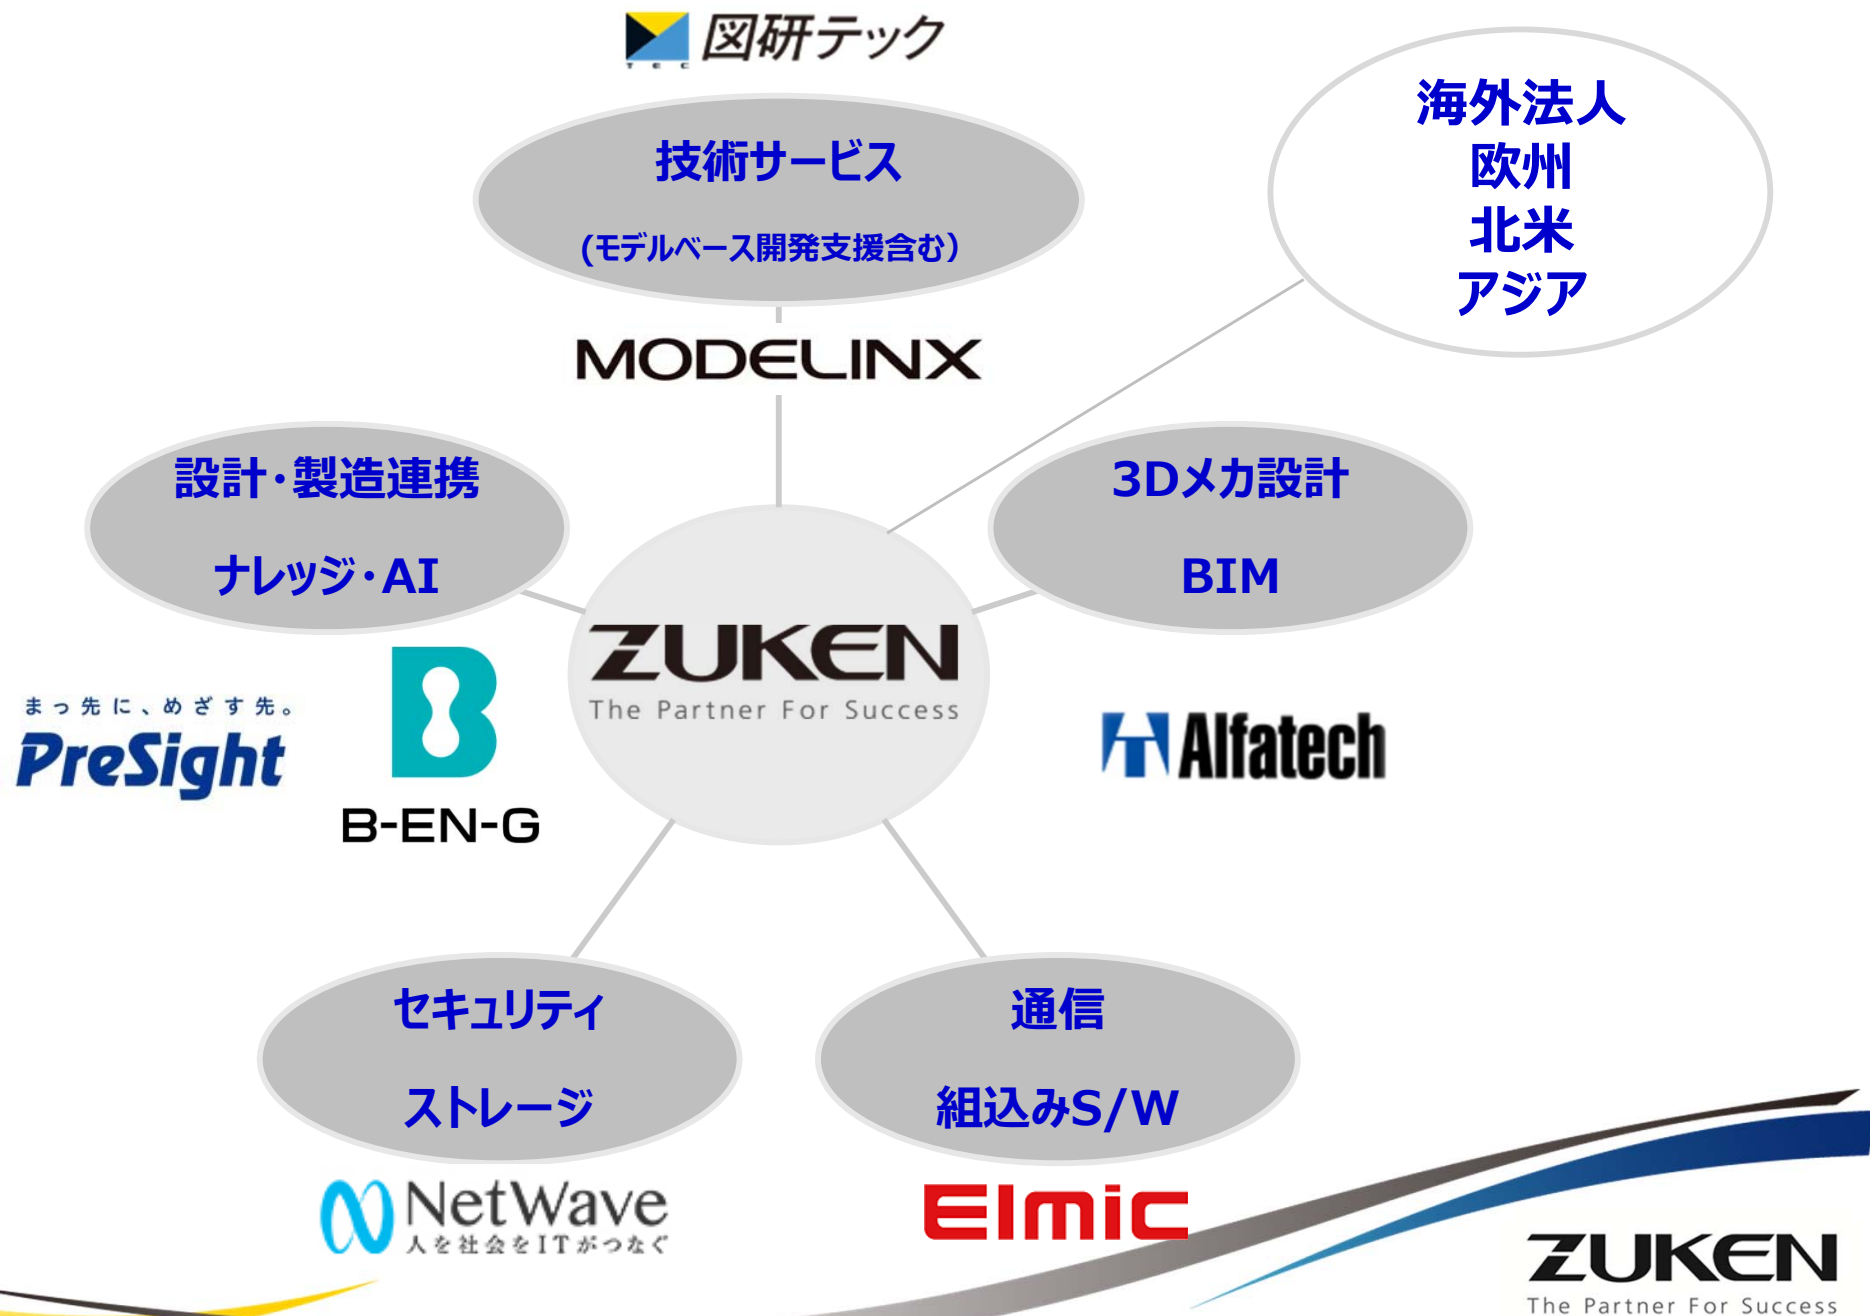 図研テック
TEC
海外法人
欧州
北米
アジア
技術サービス
(モデルベース開発支援含む）
MODELINX
設計・製造連携
ナレッジ・AI
3Dメカ設計
BIM
ZUKEN
The Partner For Success
まっ先に、めざす先。
PreSight
B-EN-G
Alfatech
セキュリティ
ストレージ
通信
組込みS/W
NetWave
人を社会をITがつなぐ
Elmic
ZUKEN
The Partner For Success